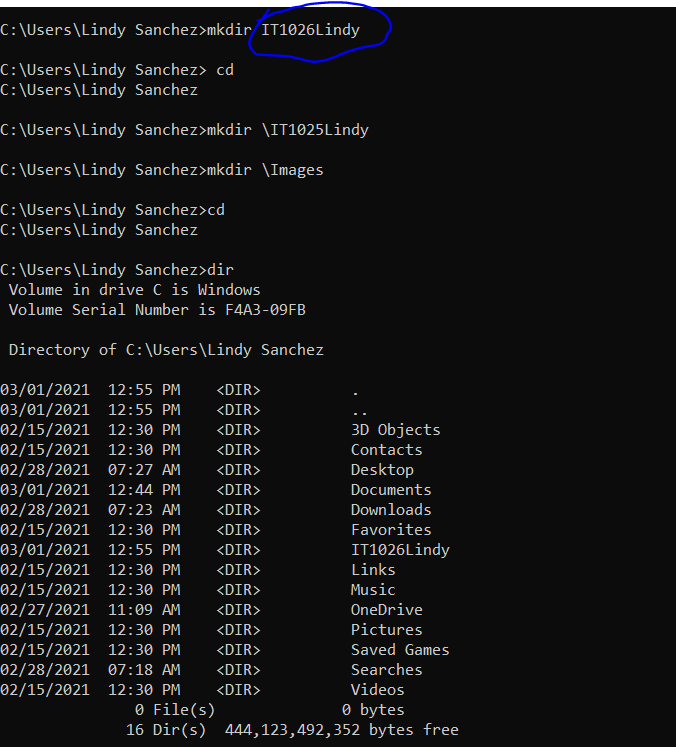 C:\Users\Lindy Sanchez>mkdir IT1026Lindy
C:\Users\Lindy Sanchez> cd
C:\Users\Lindy Sanchez
C:\Users\Lindy Sanchez>mkdir \IT1025Lindy
C:\Users\Lindy Sanchez>mkdir \Images
C:\Users\Lindy Sanchez>cd
C:\Users\Lindy Sanchez
C:\Users\Lindy Sanchez>dir
Volume in drive C is Windows
Volume Serial Number is F4A3-09FB
Directory of C:\Users\Lindy Sanchez
03/01/2021  12:55 PM    <DIR>          .
03/01/2021  12:55 PM    <DIR>          ..
02/15/2021  12:30 PM    <DIR>          3D Objects
02/15/2021  12:30 PM    <DIR>          Contacts
02/28/2021  07:27 AM    <DIR>          Desktop
03/01/2021  12:44 PM    <DIR>          Documents
02/28/2021  07:23 AM    <DIR>          Downloads
02/15/2021  12:30 PM    <DIR>          Favorites
03/01/2021  12:55 PM    <DIR>          IT1026Lindy
02/15/2021  12:30 PM    <DIR>          Links
02/15/2021  12:30 PM    <DIR>          Music
02/27/2021  11:09 AM    <DIR>          OneDrive
02/15/2021  12:30 PM    <DIR>          Pictures
02/15/2021  12:30 PM    <DIR>          Saved Games
02/28/2021  07:18 AM    <DIR>          Searches
02/15/2021  12:30 PM    <DIR>          Videos
0 File(s)              0 bytes
16 Dir(s)  444,123,492,352 bytes free